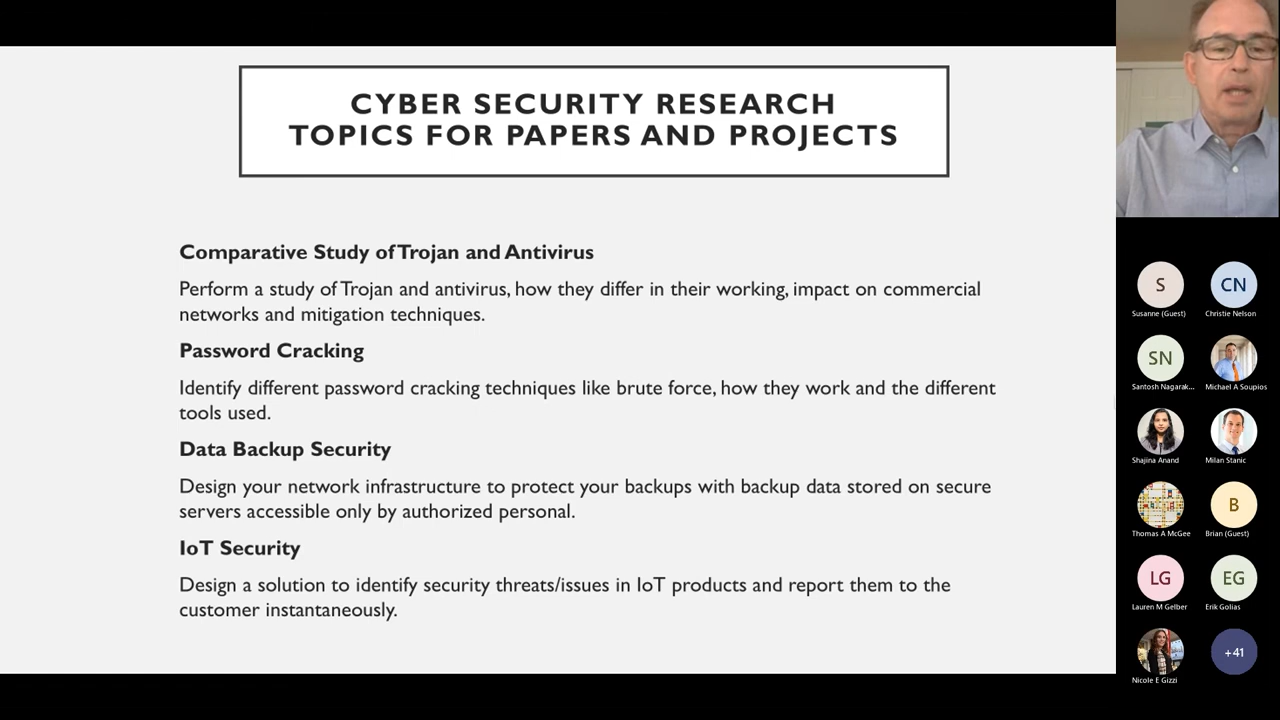 CYBER SECURITY RESEARCH
TOPICS FOR PAPERS AND PROJECTS
Comparative Study of Trojan and Antivirus
Perform a study of Trojan and antivirus, how they differ in their working, impact on commercial
networks and mitigation techniques.
Password Cracking
Identify different password cracking techniques like brute force, how they work and the different
tools used.
Data Backup Security
Design your network infrastructure to protect your backups with backup data stored on secure
servers accessible only by authorized personal.
IoT Security
Design a solution to identify security threats/issues in IoT products and report them to the
customer instantaneously.
S CN
Susanne (Guest) Christie Nelson
SN
Santosh Nagarak... Michael A Soupios
Shajina Anand Milan Stanic
B
Thomas A McGee Brian (Guest)
LG EG
Lauren M Gelber Erik Golias
+41
Nicole E Gizzi